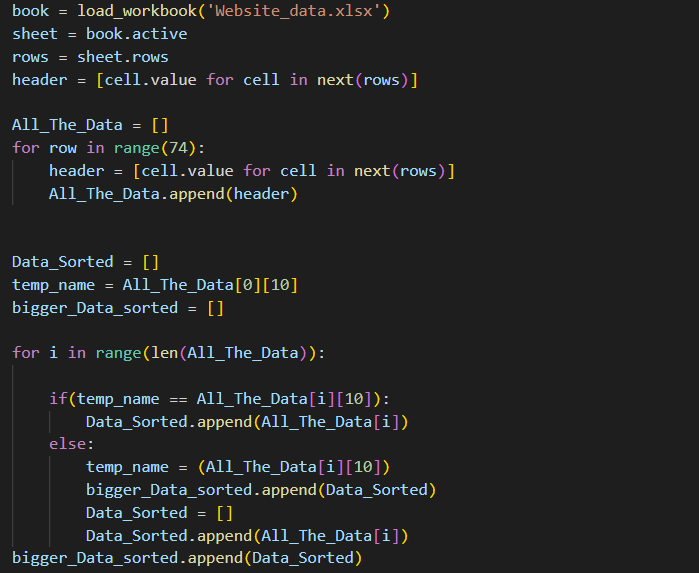 book = load_workbook('Website_data.xlsx')
sheet = book.active
rows = sheet.rows
header = [cell.value for cell in next(rows)]

All_The_Data = []
for row in range(74):
    header = [cell.value for cell in next(rows)]
    All_The_Data.append(header)


Data_Sorted = []
temp_name = All_The_Data[0][10]
bigger_Data_sorted = []

for i in range(len(All_The_Data)):

    if(temp_name == All_The_Data[i][10]):
        Data_Sorted.append(All_The_Data[i])
    else:
        temp_name = (All_The_Data[i][10])
        bigger_Data_sorted.append(Data_Sorted)
        Data_Sorted = []
        Data_Sorted.append(All_The_Data[i])
bigger_Data_sorted.append(Data_Sorted)